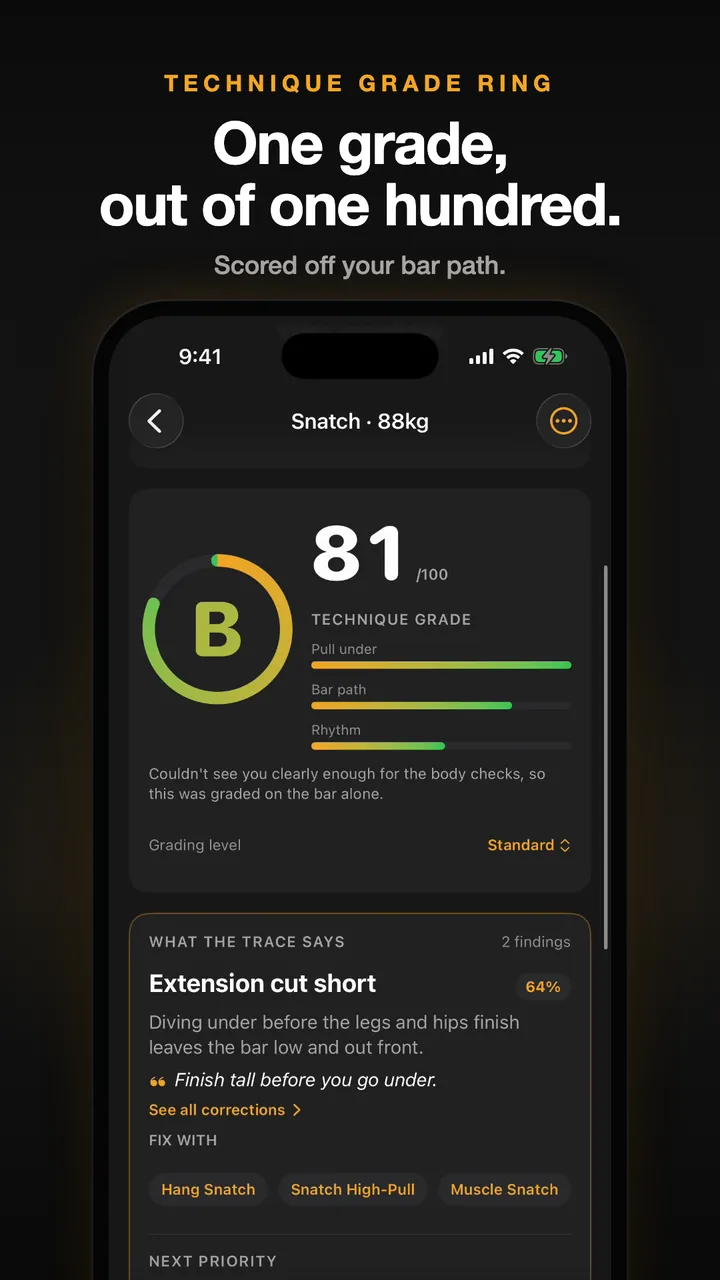 TECHNIQUE GRADE RING
One grade,
out of one hundred.
Scored off your bar path.
9:41
Snatch · 88kg
B
81 /100
TECHNIQUE GRADE
Pull under
Bar path
Rhythm
Couldn't see you clearly enough for the body checks, so
this was graded on the bar alone.
Grading level Standard
WHAT THE TRACE SAYS 2 findings
Extension cut short 64%
Diving under before the legs and hips finish
leaves the bar low and out front.
“ Finish tall before you go under.
See all corrections
FIX WITH
Hang Snatch Snatch High-Pull Muscle Snatch
NEXT PRIORITY